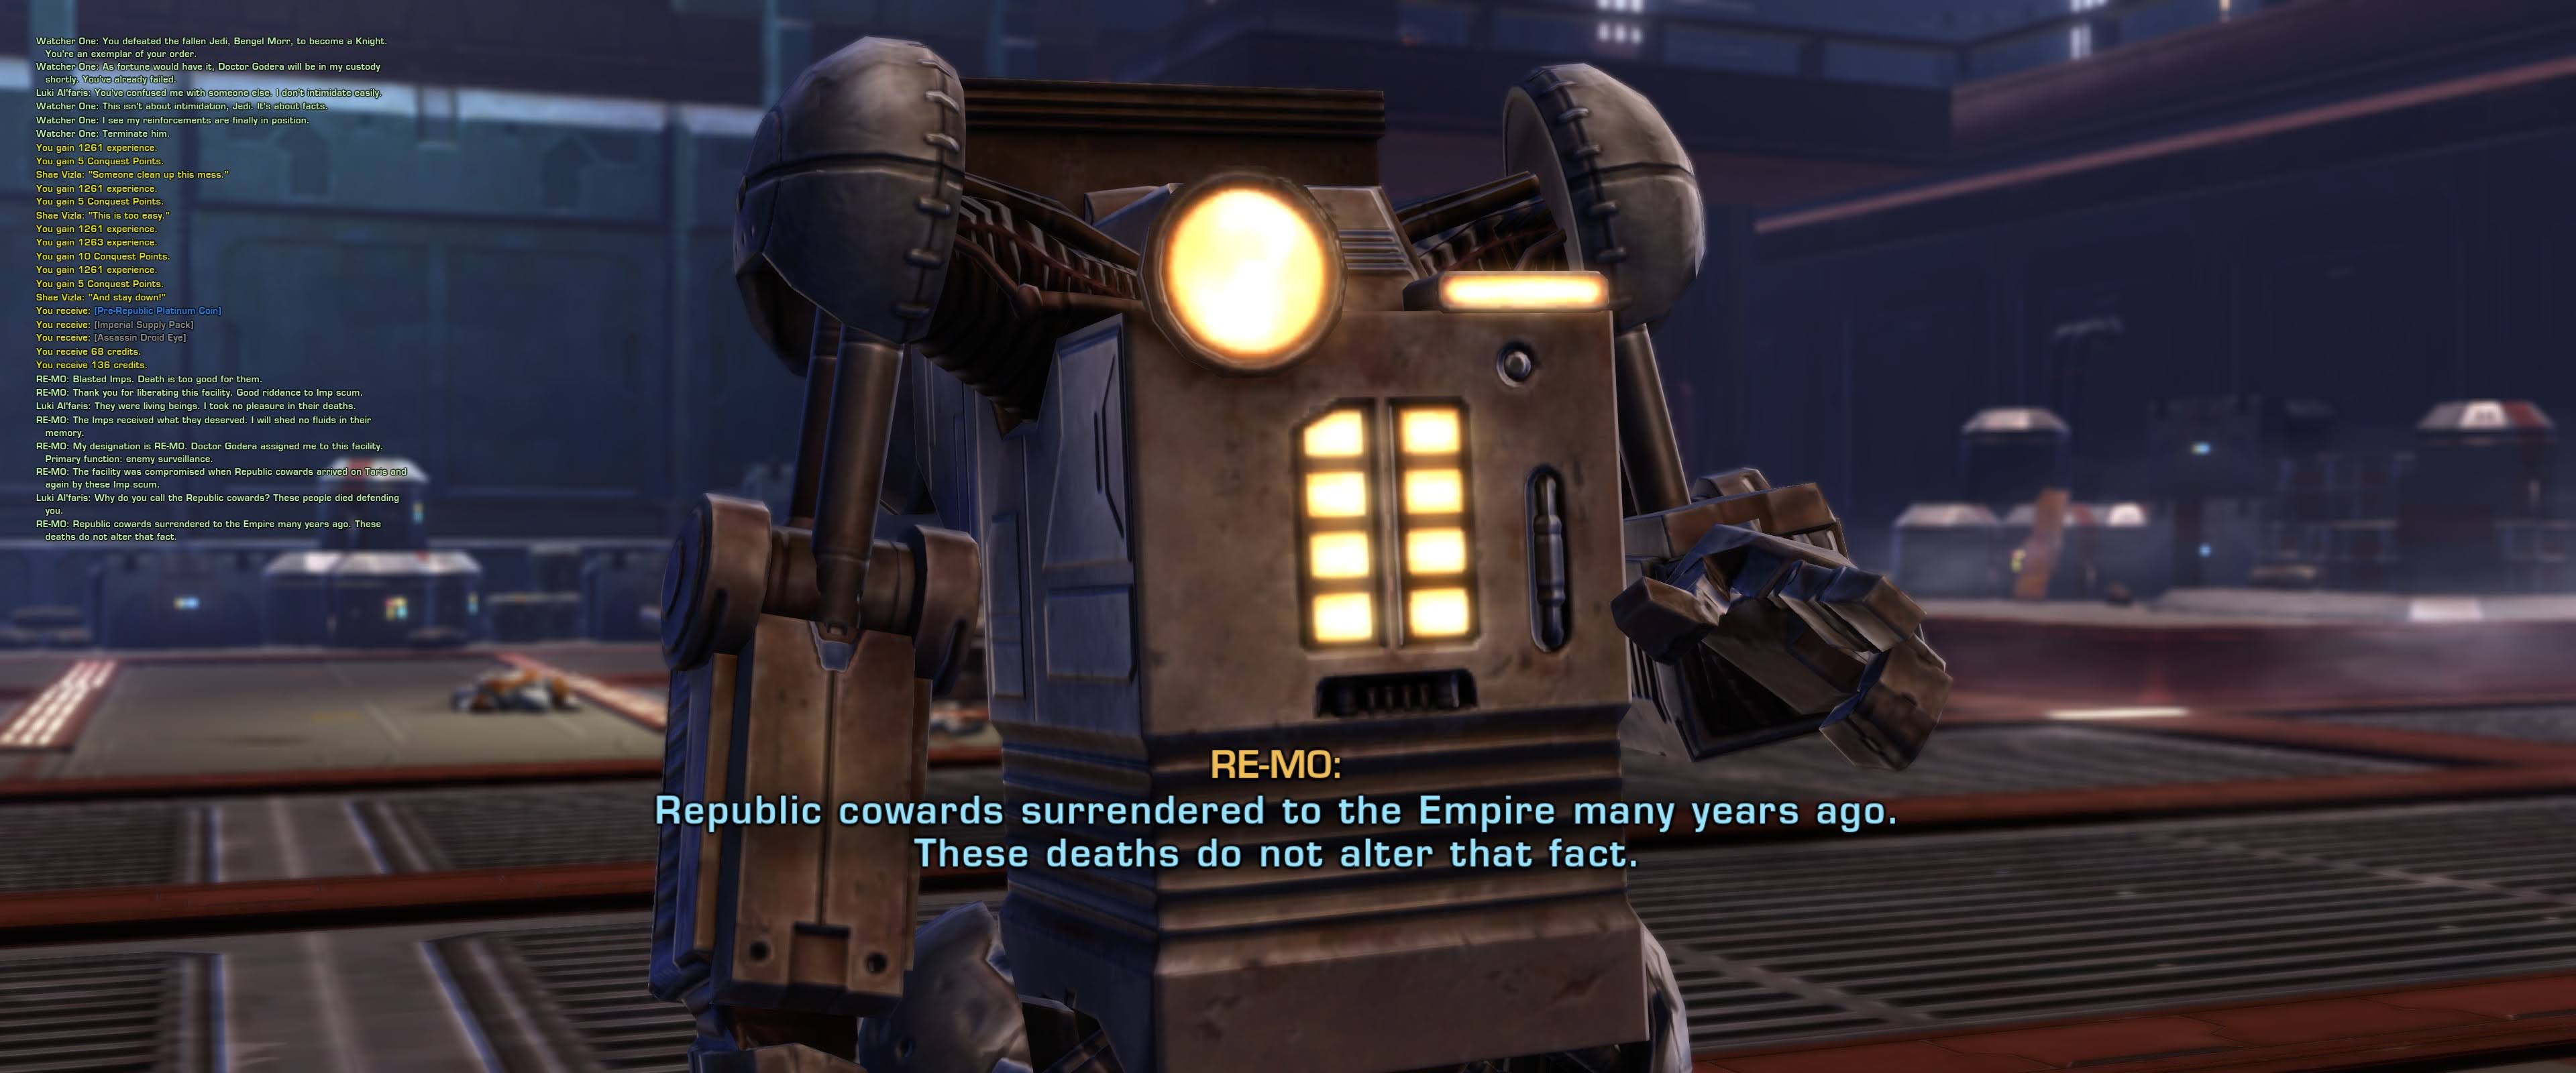 Watcher One: You defeated the fallen Jedi, Bengel Morr, to become a Knight.
You're an exemplar of your order.
Watcher One: As fortune would have it, Doctor Godera will be in my custody
shortly. You've already failed.
Luki Al'faris: You've confused me with someone else. I don't intimidate easily.
Watcher One: This isn't about intimidation, Jedi. It's about facts.
Watcher One: I see my reinforcements are finally in position.
Watcher One: Terminate him.
You gain 1261 experience.
You gain 5 Conquest Points.
Shae Vizla: "Someone clean up this mess."
You gain 1261 experience.
You gain 5 Conquest Points.
Shae Vizla: "This is too easy."
You gain 1261 experience.
You gain 1263 experience.
You gain 10 Conquest Points.
You gain 1261 experience.
You gain 5 Conquest Points.
Shae Vizla: "And stay down!"
You receive: [Pre-Republic Platinum Coin]
You receive: [Imperial Supply Pack]
You receive: [Assassin Droid Eye]
You receive 68 credits.
You receive 136 credits.
RE-MO: Blasted Imps. Death is too good for them.
RE-MO: Thank you for liberating this facility. Good riddance to Imp scum.
Luki Al'faris: They were living beings. I took no pleasure in their deaths.
RE-MO: The Imps received what they deserved. I will shed no fluids in their
memory.
RE-MO: My designation is RE-MO. Doctor Godera assigned me to this facility.
Primary function: enemy surveillance.
RE-MO: The facility was compromised when Republic cowards arrived on Taris and
again by these Imp scum.
Luki Al'faris: Why do you call the Republic cowards? These people died defending
you.
RE-MO: Republic cowards surrendered to the Empire many years ago. These
deaths do not alter that fact.
RE-MO:
Republic cowards surrendered to the Empire many years ago.
These deaths do not alter that fact.